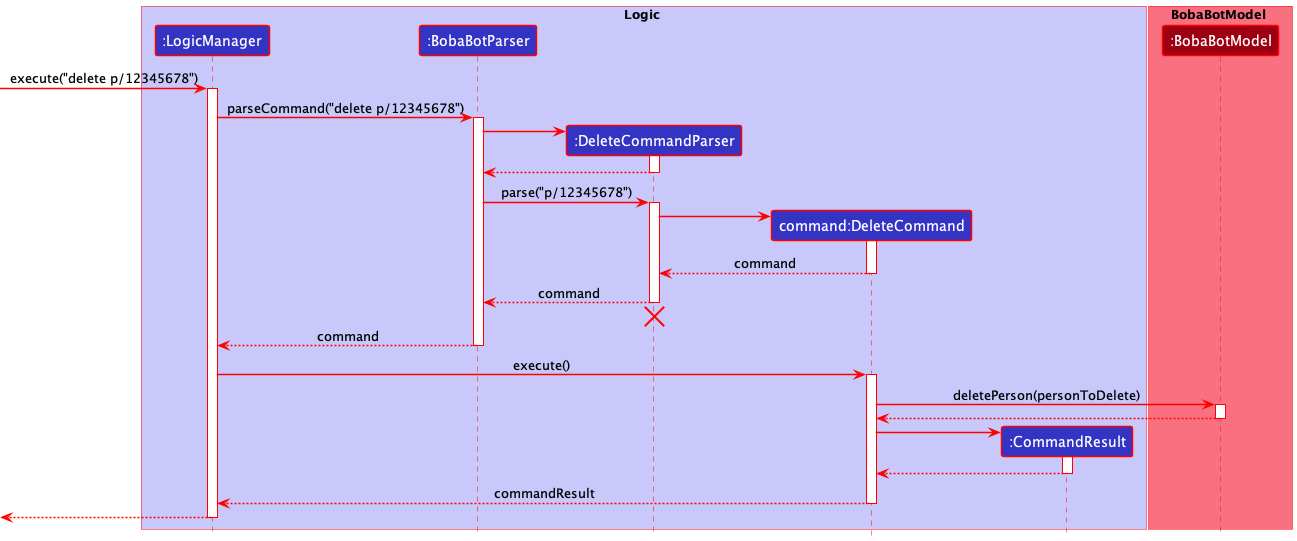 Logic
BobaBotModel
:LogicManager
:BobaBotParser
:BobaBotModel
execute("delete p/12345678")
parseCommand("delete p/12345678")
:DeleteCommandParser
parse("p/12345678")
command:DeleteCommand
command
command
command
execute()
deletePerson(personToDelete)
:CommandResult
commandResult